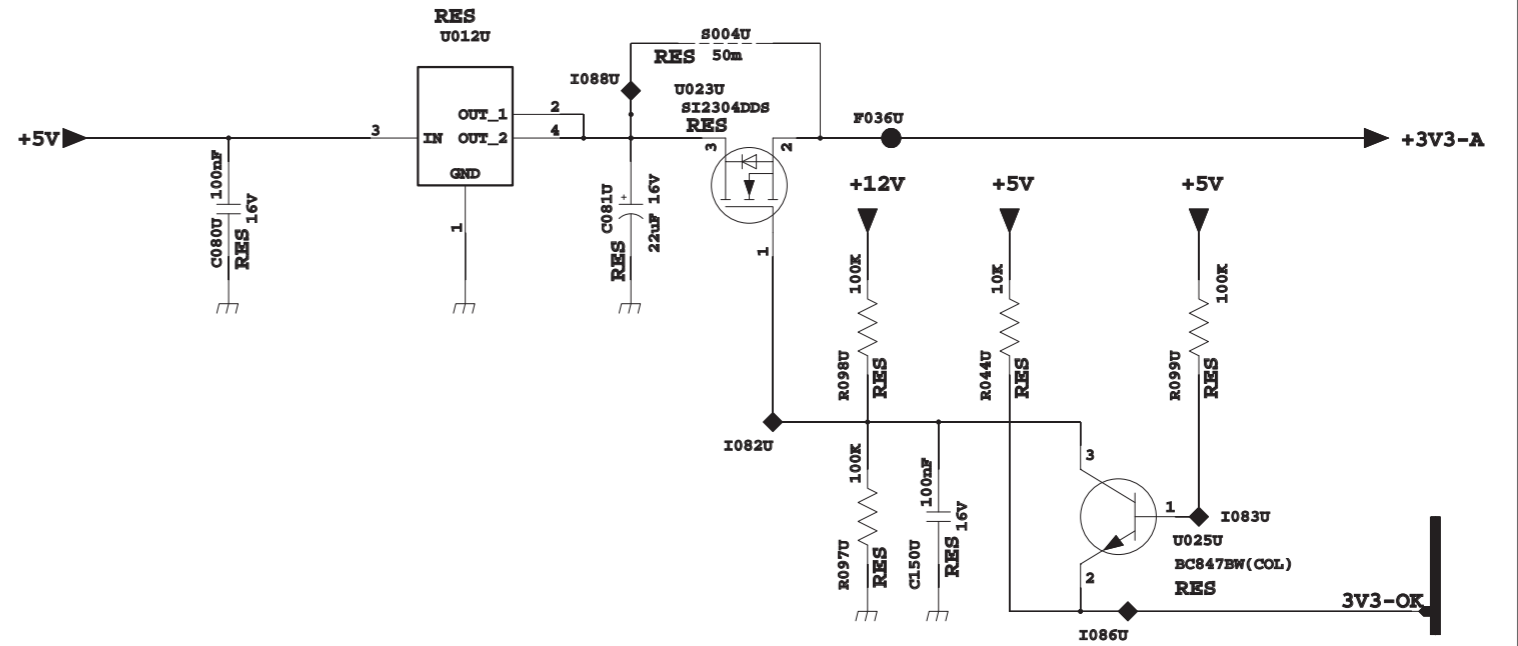 RES
U012U
S004U
RES 50m
I088U
U023U
SI2304DDS
RES
+5V
3
IN
OUT_1
OUT_2
GND
2
4
1
3
2
1
F036U
+3V3-A
C080U 100nF
16V
RES
C081U
+
22uF 16V
RES
+12V
+5V
+5V
100K
R098U
RES
10K
R044U
RES
100K
R099U
RES
I082U
100K
R097U
RES
100nF
C150U
16V
RES
3
1
2
I083U
U025U
BC847BW(COL)
RES
3V3-OK
I086U